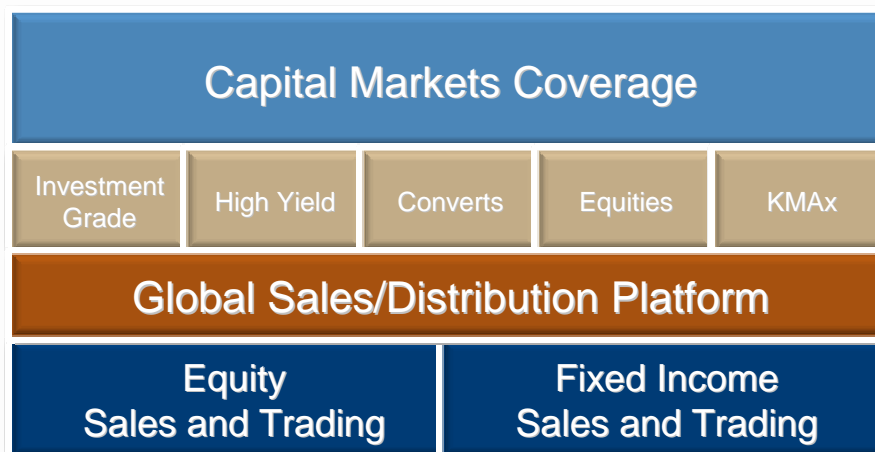 Capital Markets Coverage
Investment
Grade
High Yield
Converts
Equities
KMAx
Global Sales/Distribution Platform
Equity
Sales and Trading
Fixed Income
Sales and Trading